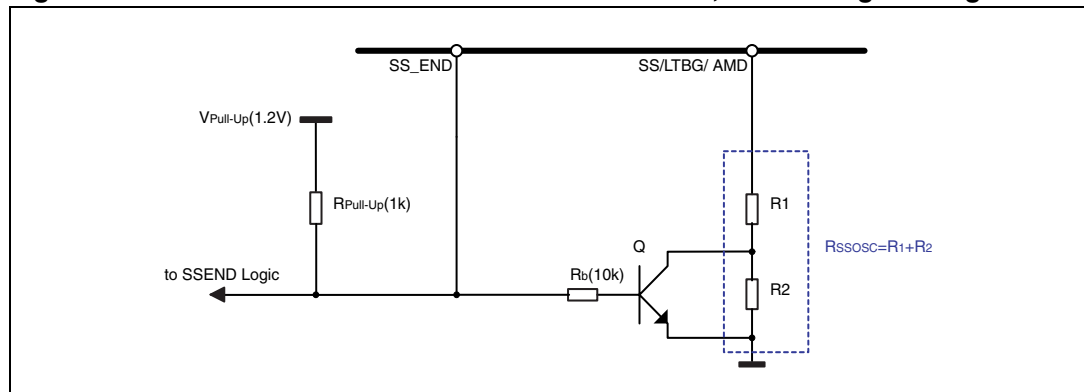 SS_END
SS/LTBG/ AMD
VPull-Up(1.2V)
RPull-Up(1k)
R1
Q
RSSOSC=R1+R2
to SSEND Logic
Rb(10k)
R2